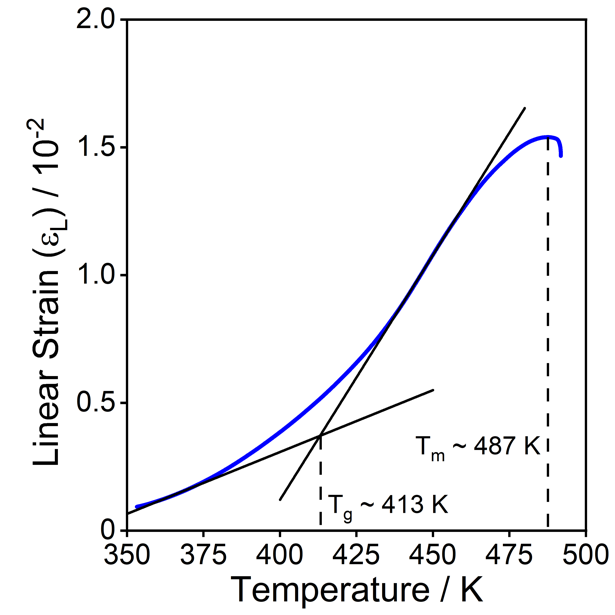 2.0
1.5
1.0
0.5
0
Linear Strain (εL) / 10-2
Tm ~ 487 K
Tg ~ 413 K
350 375 400 425 450 475 500
Temperature / K